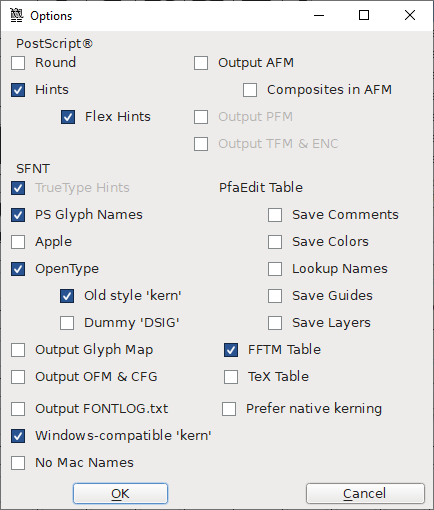 Options
PostScript®
Round
Output AFM
Hints
Composites in AFM
Flex Hints
Output PFM
Output TFM & ENC
SFNT
TrueType Hints
PfaEdit Table
PS Glyph Names
Save Comments
Apple
Save Colors
OpenType
Lookup Names
Old style 'kern'
Save Guides
Dummy 'DSIG'
Save Layers
Output Glyph Map
FFTM Table
Output OFM & CFG
TeX Table
Output FONTLOG.txt
Prefer native kerning
Windows-compatible 'kern'
No Mac Names
OK
Cancel